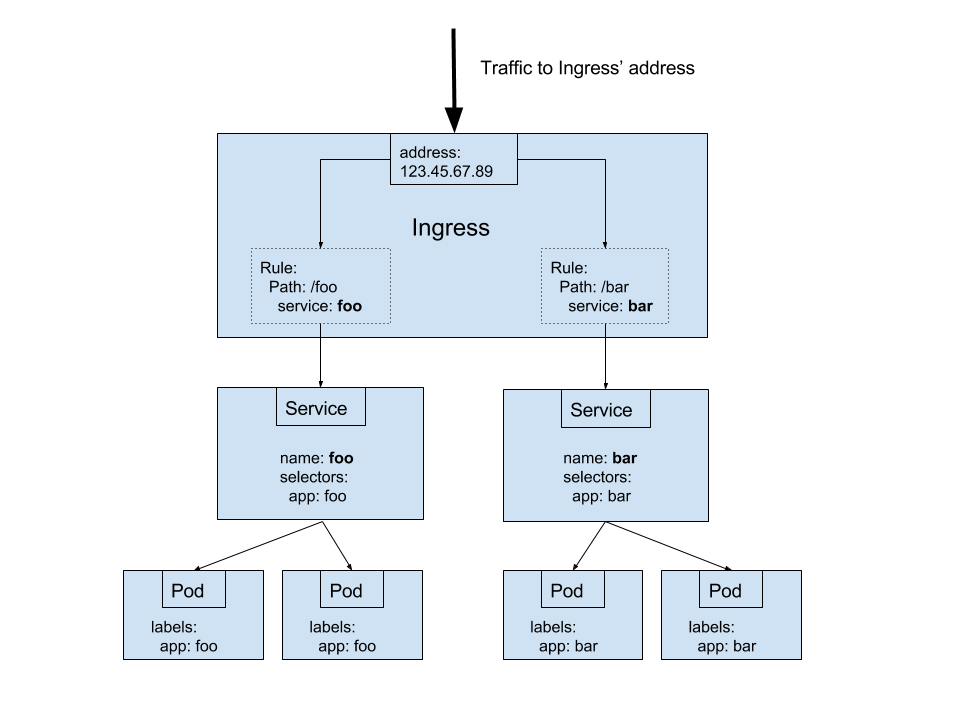 Traffic to Ingress’ address
address:
123.45.67.89
Ingress
Rule:
Path: /foo
service: foo
Rule:
Path: /bar
service: bar
Service
name: foo
selectors:
app: foo
Service
name: bar
selectors:
app: bar
Pod
labels:
app: foo
Pod
labels:
app: foo
Pod
labels:
app: bar
Pod
labels:
app: bar